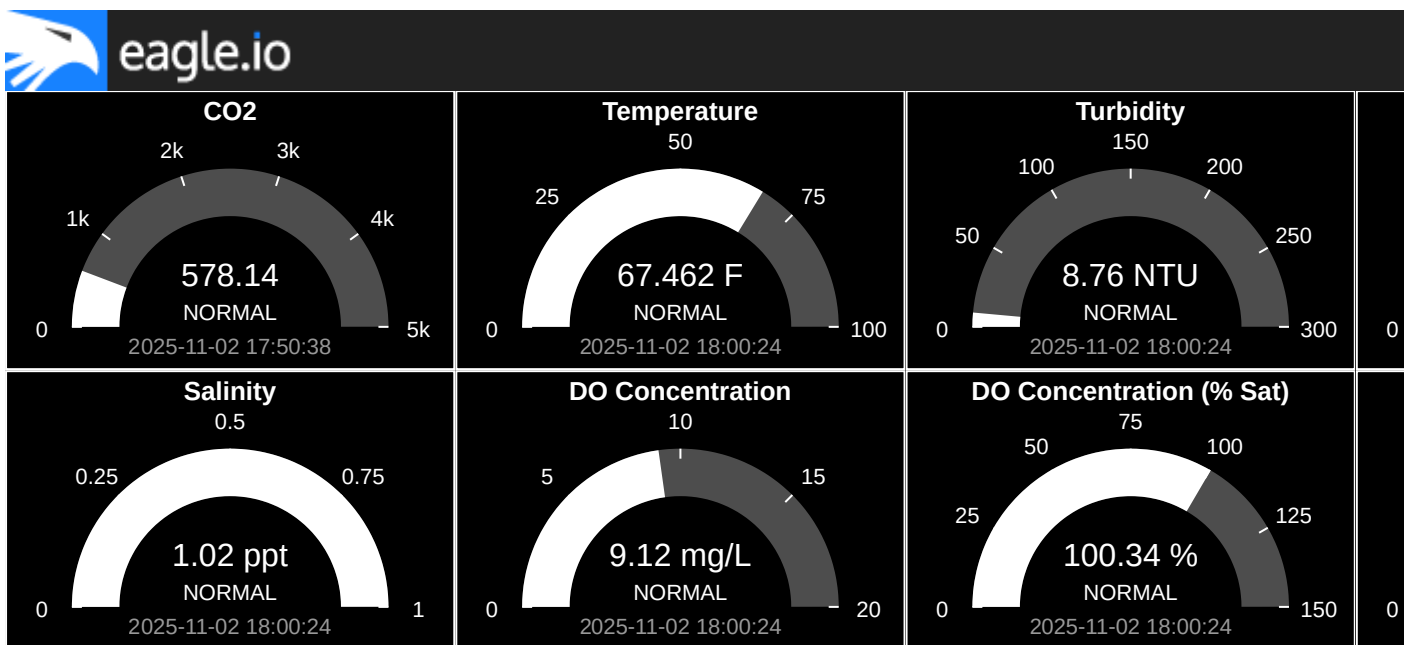 eagle.io
CO2
2k
3k
1k
4k
578.14
NORMAL
0
5k
2025-11-02 17:50:38
Temperature
50
25
75
67.462 F
NORMAL
0
100
2025-11-02 18:00:24
Turbidity
150
100
200
50
250
8.76 NTU
NORMAL
0
300
2025-11-02 18:00:24
0
Salinity
0.5
0.25
0.75
1.02 ppt
NORMAL
0
1
2025-11-02 18:00:24
DO Concentration
10
5
15
9.12 mg/L
NORMAL
0
20
2025-11-02 18:00:24
DO Concentration (% Sat)
75
50
100
25
125
100.34 %
NORMAL
0
150
2025-11-02 18:00:24
0